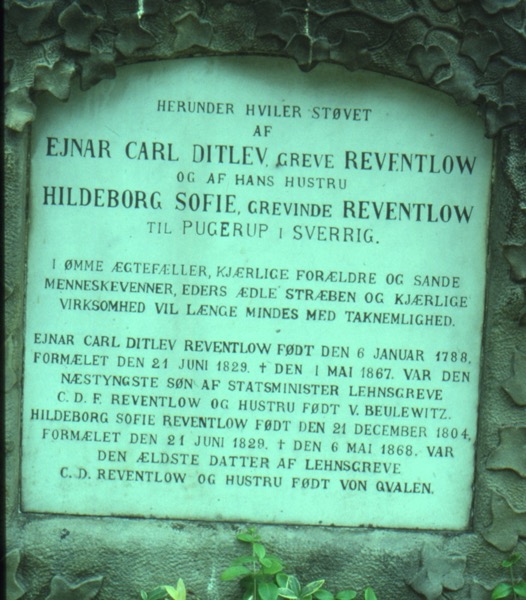 HERUNDER HVILER STØVET
AF
EJNAR CARL DITLEV, GREVE REVENTLOW
OG AF HANS HUSTRU
HILDEBORG SOFIE, GREVINDE REVENTLOW
TIL PUGERUP I SVERRIG.
I ØMME ÆGTEFÆLLER, KJÆRLIGE FORÆLDRE OG SANDE
MENNESKEVENNER, EDERS ÆDLE STRÆBEN OG KJÆRLIGE
VIRKSOMHED VIL LÆNGE MINDES MED TAKNEMLIGHED.
EJNAR CARL DITLEV REVENTLOW FØDT DEN 6 JANUAR 1788.
FORMÆLET DEN 21 JUNI 1829. † DEN 1 MAI 1867. VAR DEN
NÆSTYNGSTE SØN AF STATSMINISTER LEHNSGREVE
C. D. F. REVENTLOW OG HUSTRU FØDT V. BEULEWITZ.
HILDEBORG SOFIE REVENTLOW FØDT DEN 21 DECEMBER 1804.
FORMÆLET DEN 21 JUNI 1829. † DEN 6 MAI 1868. VAR
DEN ÆLDSTE DATTER AF LEHNSGREVE
C. D. REVENTLOW OG HUSTRU FØDT VON QVALEN.